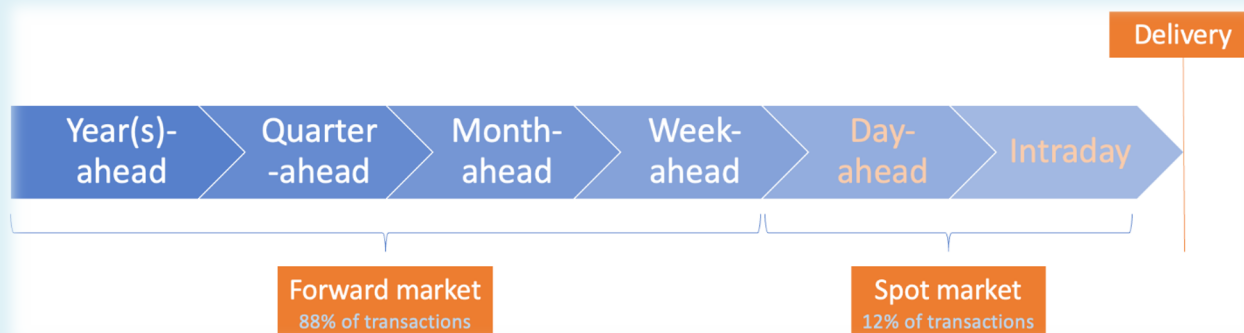 Delivery
Year(s)-
ahead
Quarter
-ahead
Month-
ahead
Week-
ahead
Day-
ahead
Intraday
Forward market
88% of transactions
Spot market
12% of transactions